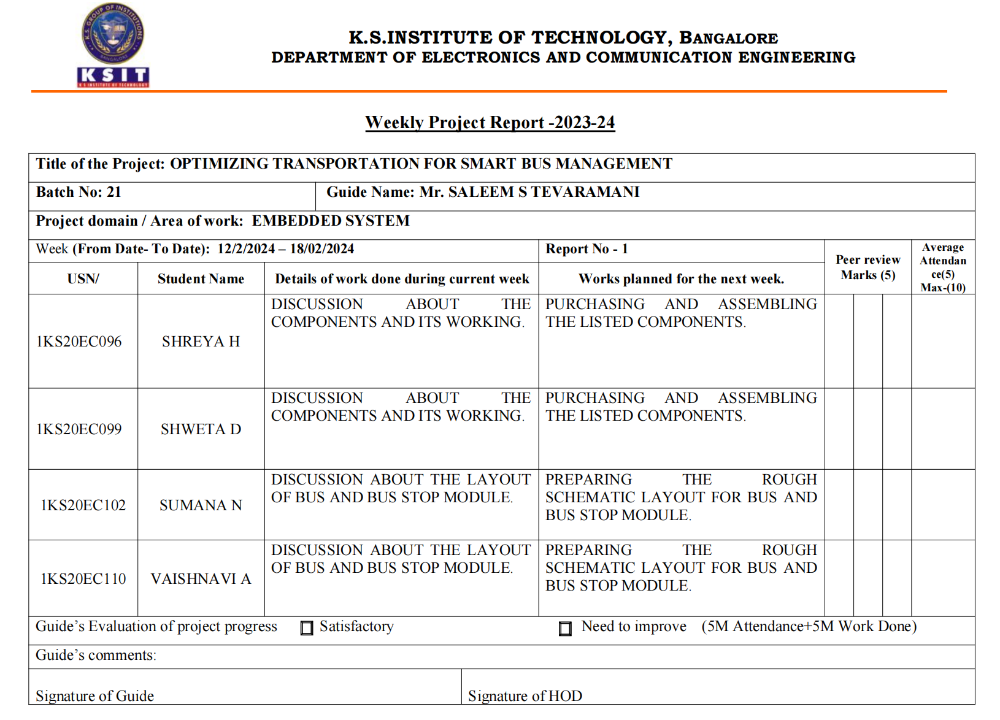 K.S. GROUP OF INSTITUTIONS
BANGALORE
KSIT
K S INSTITUTE OF TECHNOLOGY
K.S.INSTITUTE OF TECHNOLOGY, BANGALORE
DEPARTMENT OF ELECTRONICS AND COMMUNICATION ENGINEERING
Weekly Project Report -2023-24
Title of the Project: OPTIMIZING TRANSPORTATION FOR SMART BUS MANAGEMENT
Batch No: 21
Guide Name: Mr. SALEEM S TEVARAMANI
Project domain / Area of work: EMBEDDED SYSTEM
Week (From Date- To Date): 12/2/2024 – 18/02/2024
Report No - 1
Peer review
Marks (5)
Average
Attendan
ce(5)
Max-(10)
USN/
Student Name
Details of work done during current week
Works planned for the next week.
1KS20EC096
SHREYA H
DISCUSSION ABOUT THE
COMPONENTS AND ITS WORKING.
PURCHASING AND ASSEMBLING
THE LISTED COMPONENTS.
1KS20EC099
SHWETA D
DISCUSSION ABOUT THE
COMPONENTS AND ITS WORKING.
PURCHASING AND ASSEMBLING
THE LISTED COMPONENTS.
1KS20EC102
SUMANA N
DISCUSSION ABOUT THE LAYOUT
OF BUS AND BUS STOP MODULE.
PREPARING THE ROUGH
SCHEMATIC LAYOUT FOR BUS AND
BUS STOP MODULE.
1KS20EC110
VAISHNAVI A
DISCUSSION ABOUT THE LAYOUT
OF BUS AND BUS STOP MODULE.
PREPARING THE ROUGH
SCHEMATIC LAYOUT FOR BUS AND
BUS STOP MODULE.
Guide’s Evaluation of project progress
Satisfactory
Need to improve (5M Attendance+5M Work Done)
Guide’s comments:
Signature of Guide
Signature of HOD